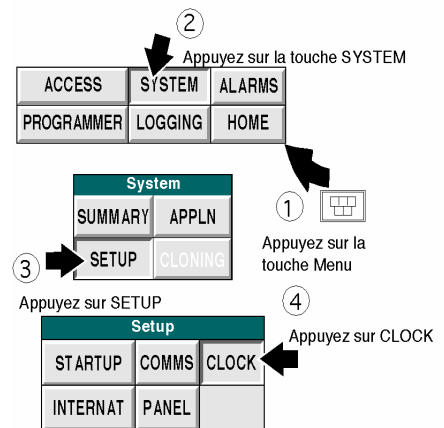 2
Appuyez sur la touche SYSTEM
ACCESS SYSTEM ALARMS
PROGRAMMER LOGGING HOME
1
Appuyez sur la
touche Menu
System
SUMMARY APPLN
3
SETUP CLONING
Appuyez sur SETUP
4
Appuyez sur CLOCK
Setup
STARTUP COMMS CLOCK
INTERNAT PANEL